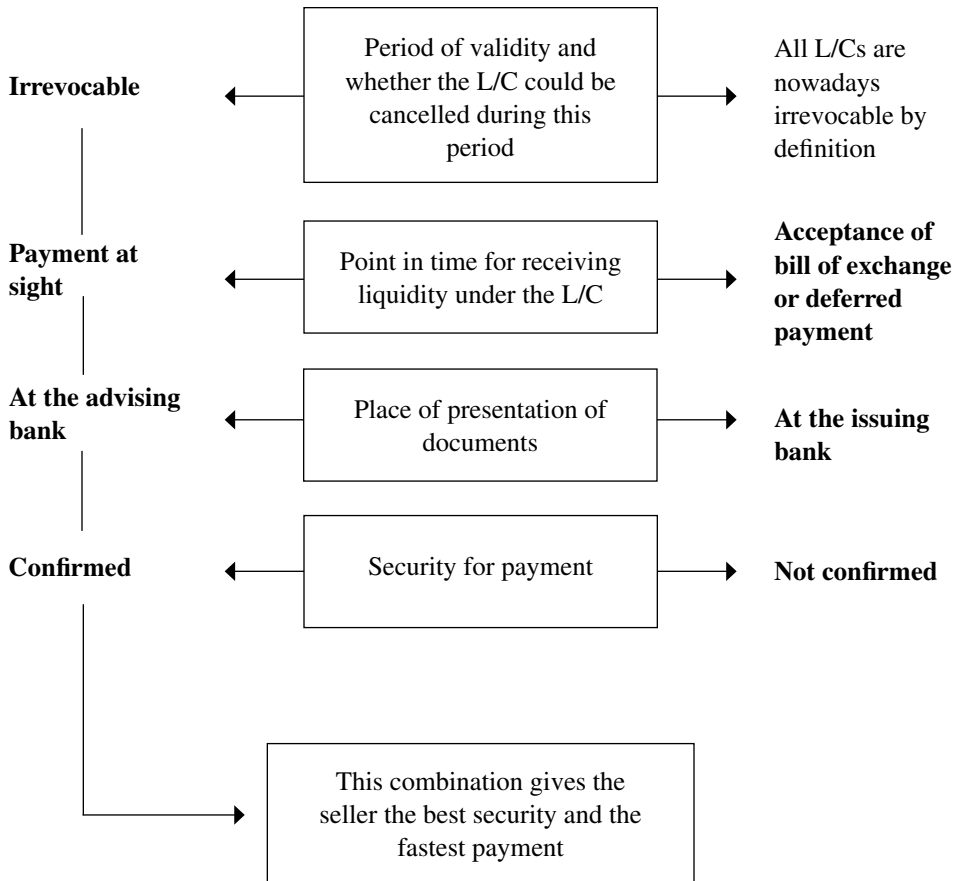 Irrevocable
Period of validity and
whether the L/C could be
cancelled during this
period
All L/Cs are
nowadays
irrevocable by
definition
Payment at
sight
Point in time for receiving
liquidity under the L/C
Acceptance of
bill of exchange
or deferred
payment
At the advising
bank
Place of presentation of
documents
At the issuing
bank
Confirmed
Security for payment
Not confirmed
This combination gives the
seller the best security and the
fastest payment